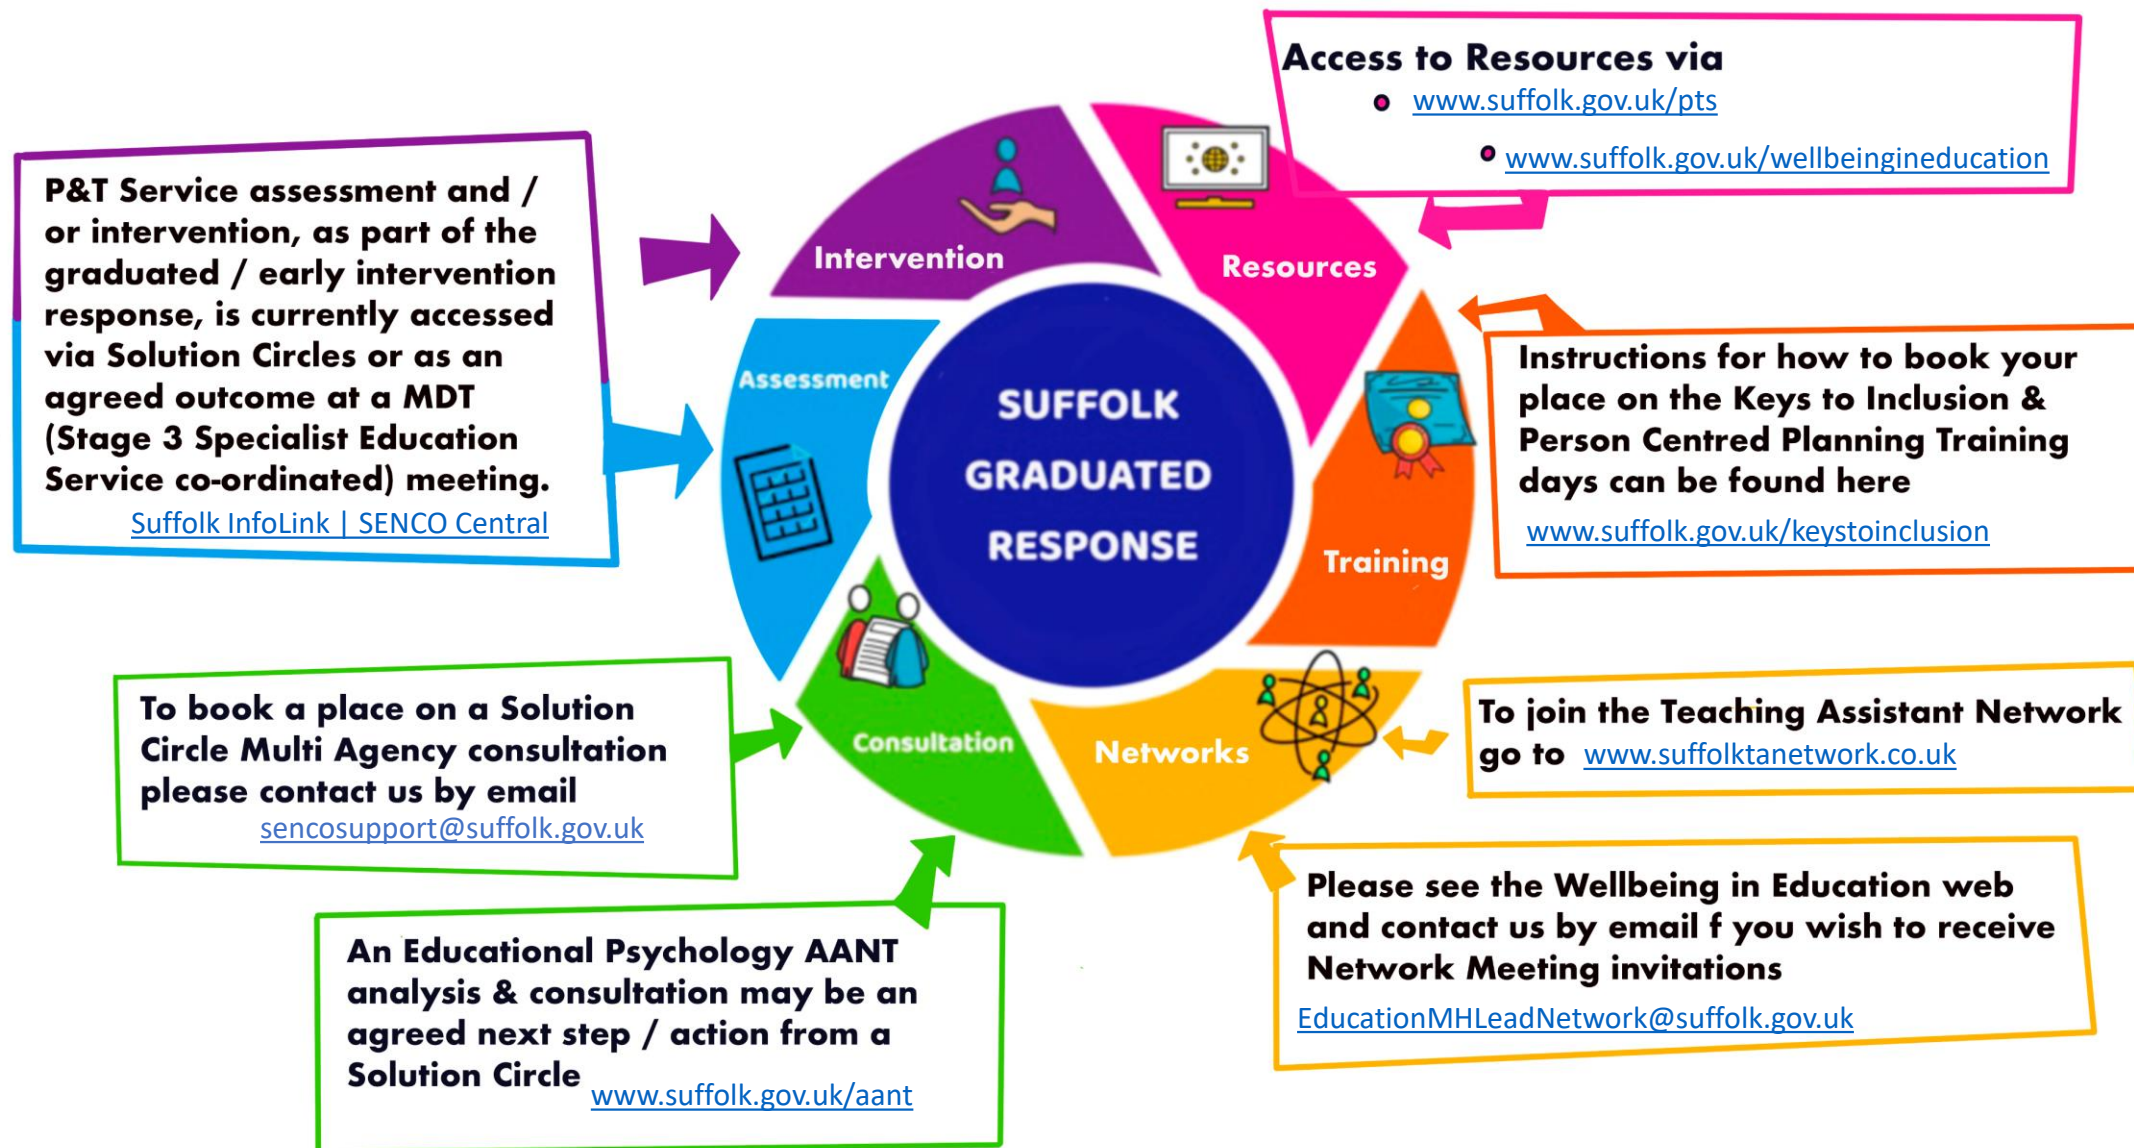 Access to Resources via
www.suffolk.gov.uk/pts
www.suffolk.gov.uk/wellbeingineducation
P&T Service assessment and /
or intervention, as part of the
graduated / early intervention
response, is currently accessed
via Solution Circles or as an
agreed outcome at a MDT
(Stage 3 Specialist Education
Service co-ordinated) meeting.
Suffolk InfoLink | SENCO Central
Intervention
Resources
Assessment
SUFFOLK
GRADUATED
RESPONSE
Training
Consultation
Networks
Instructions for how to book your
place on the Keys to Inclusion &
Person Centred Planning Training
days can be found here
www.suffolk.gov.uk/keystoinclusion
To book a place on a Solution
Circle Multi Agency consultation
please contact us by email
sencosupport@suffolk.gov.uk
To join the Teaching Assistant Network
go to www.suffolktanetwork.co.uk
An Educational Psychology AANT
analysis & consultation may be an
agreed next step / action from a
Solution Circle
www.suffolk.gov.uk/aant
Please see the Wellbeing in Education web
and contact us by email f you wish to receive
Network Meeting invitations
EducationMHLeadNetwork@suffolk.gov.uk